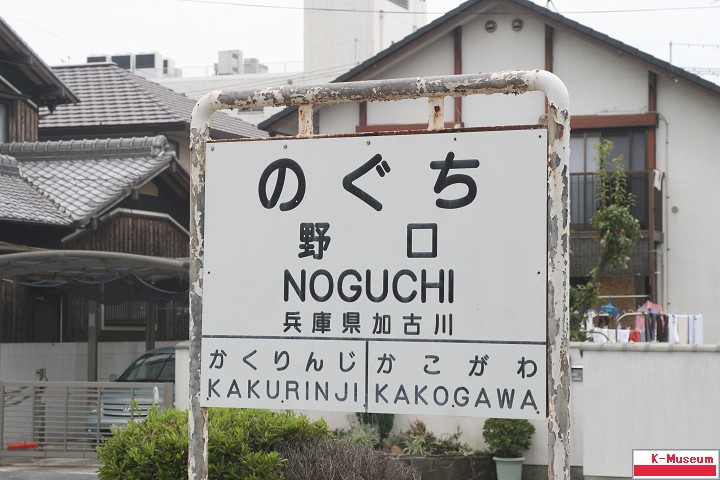 のぐち
野口
NOGUCHI
兵庫県加古川
かくりんじ かこがわ
KAKURINJI KAKOGAWA
K-Museum